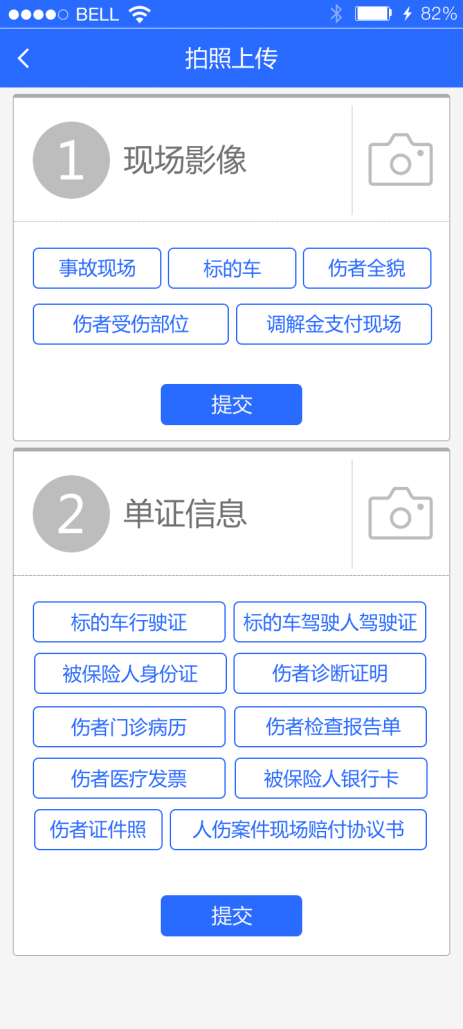 BELL 82%
拍照上传
1 现场影像
事故现场 标的车 伤者全貌
伤者受伤部位 调解金支付现场
提交
2 单证信息
标的车行驶证 标的车驾驶人驾驶证
被保险人身份证 伤者诊断证明
伤者门诊病历 伤者检查报告单
伤者医疗发票 被保险人银行卡
伤者证件照 人伤案件现场赔付协议书
提交